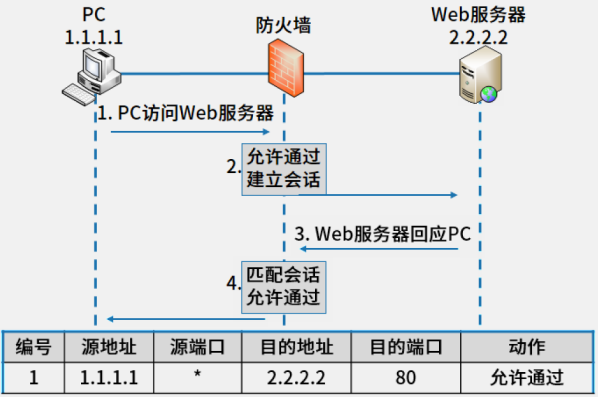 PC
1.1.1.1
防火墙
Web服务器
2.2.2.2
1. PC访问Web服务器
2.
允许通过
建立会话
3. Web服务器回应PC
4.
匹配会话
允许通过
编号 源地址 源端口 目的地址 目的端口 动作
1 1.1.1.1 * 2.2.2.2 80 允许通过